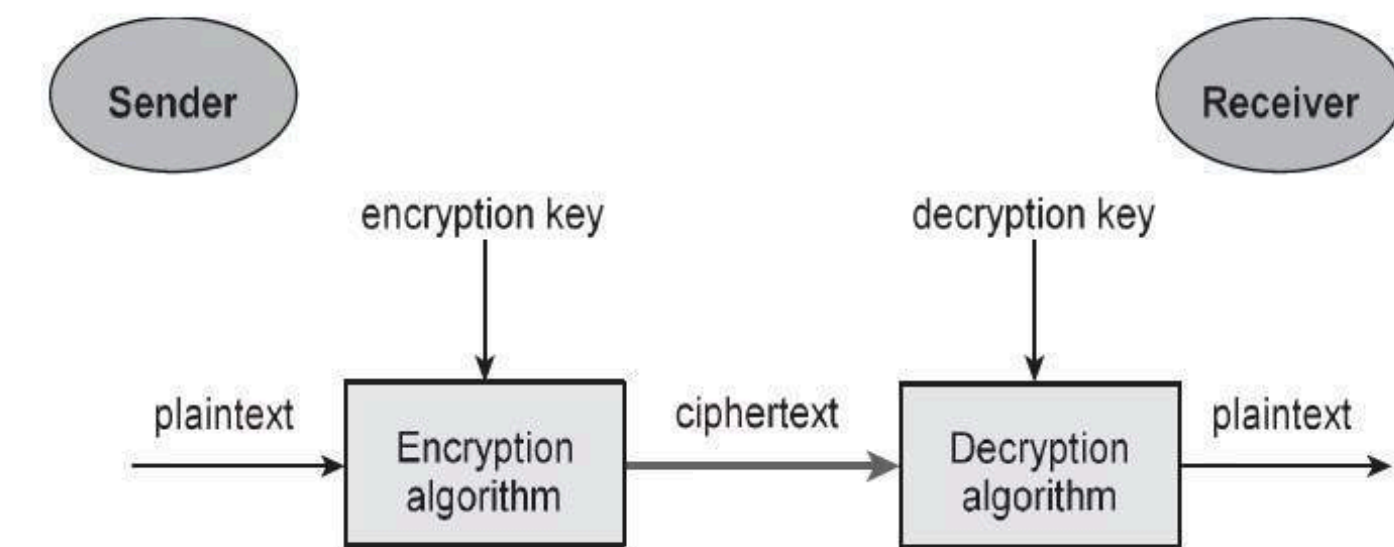 Sender
Receiver
encryption key
decryption key
plaintext
Encryption
algorithm
ciphertext
Decryption
algorithm
plaintext